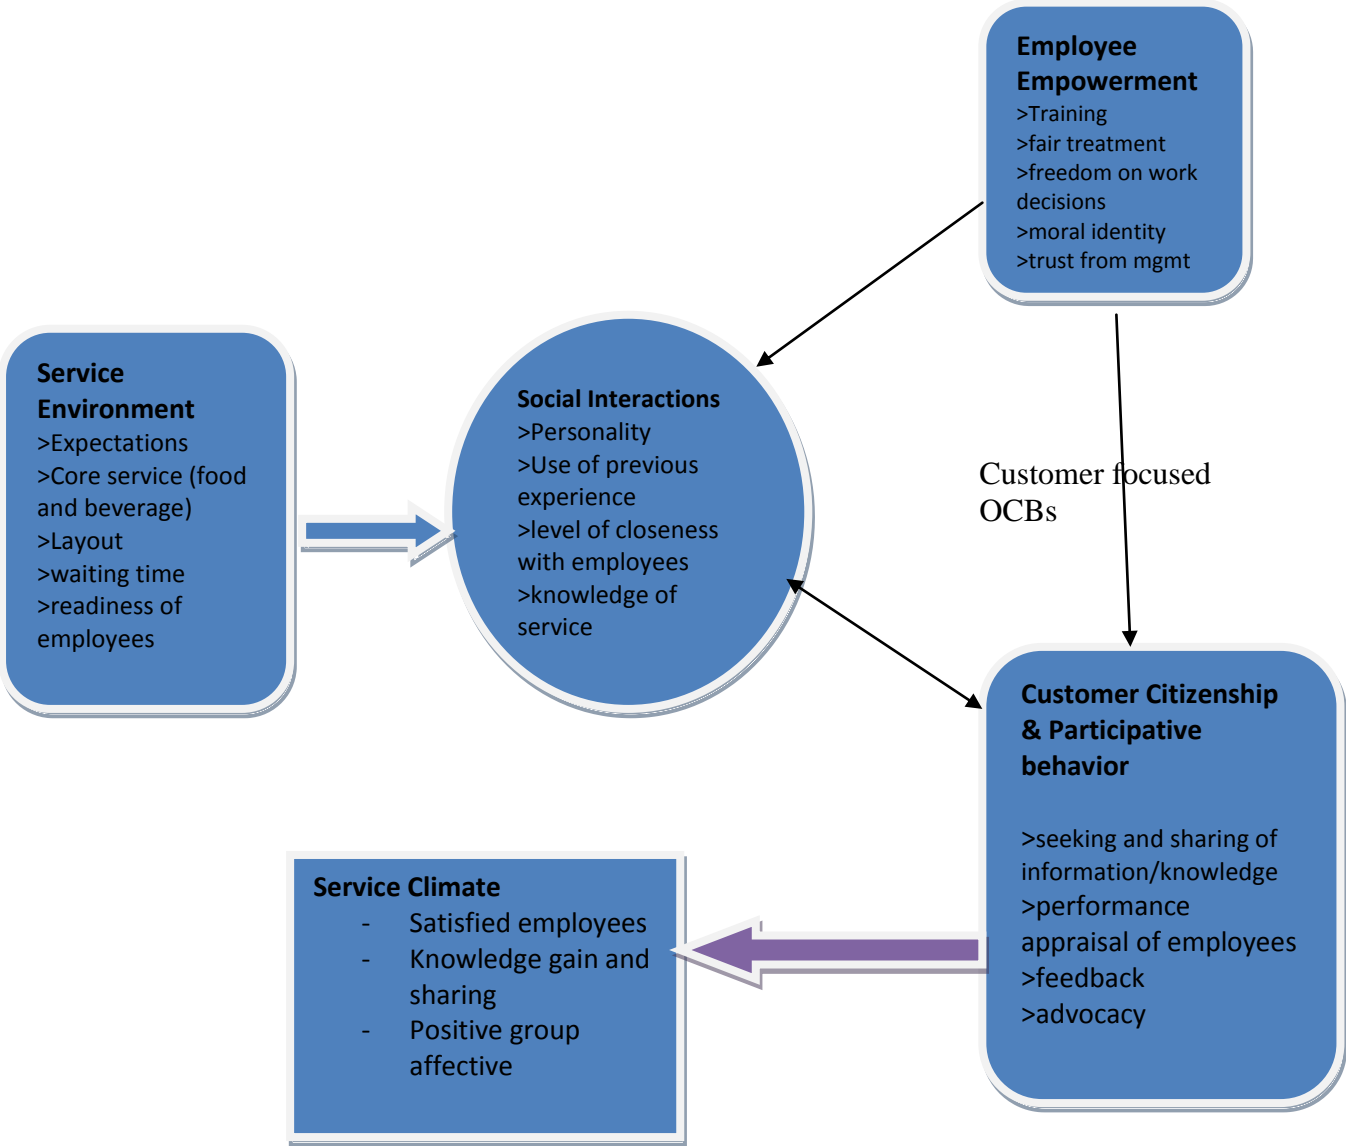 Employee
Empowerment
>Training
>fair treatment
>freedom on work
decisions
>moral identity
>trust from mgmt
Service
Environment
>Expectations
>Core service (food
and beverage)
>Layout
>waiting time
>readiness of
employees
Social Interactions
>Personality
>Use of previous
experience
>level of closeness
with employees
>knowledge of
service
Customer focused
OCBs
Customer Citizenship
& Participative
behavior
>seeking and sharing of
information/knowledge
>performance
appraisal of employees
>feedback
>advocacy
Service Climate
- Satisfied employees
- Knowledge gain and
sharing
- Positive group
affective